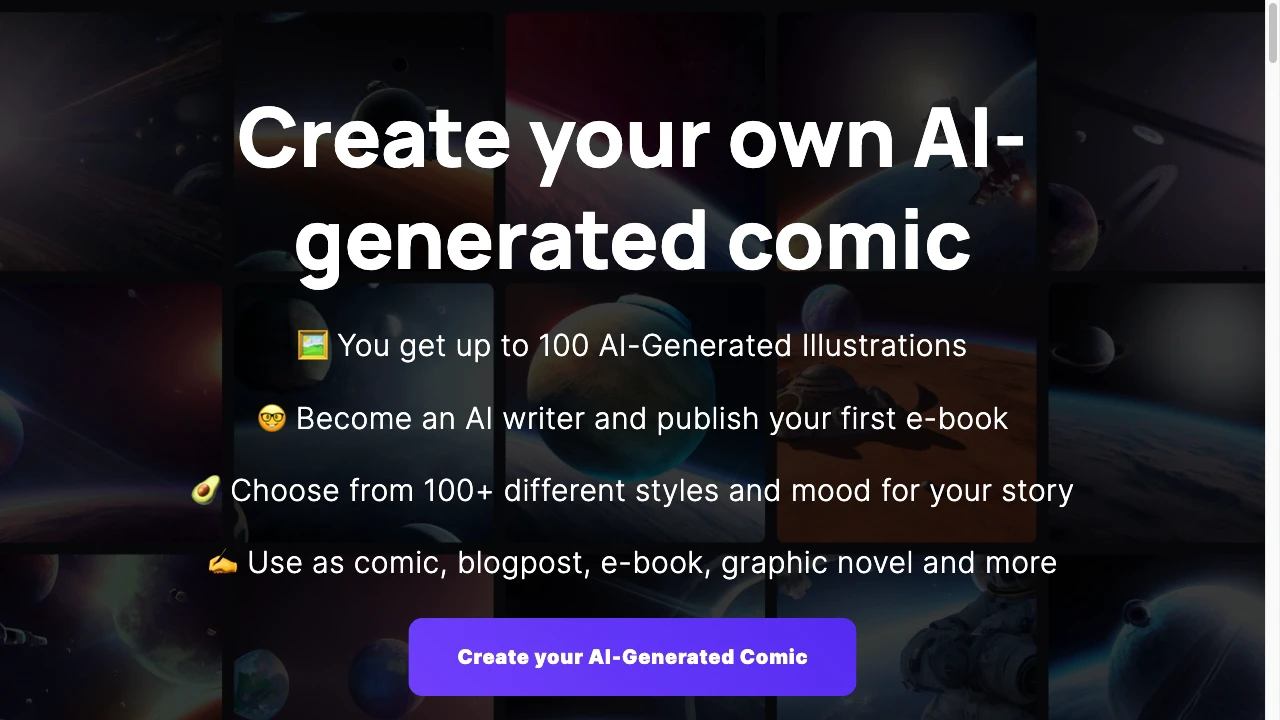 Create your own AI-
generated comic
🖼️ You get up to 100 AI-Generated Illustrations
🤓 Become an AI writer and publish your first e-book
🥑 Choose from 100+ different styles and mood for your story
✍️ Use as comic, blogpost, e-book, graphic novel and more
Create your AI-Generated Comic